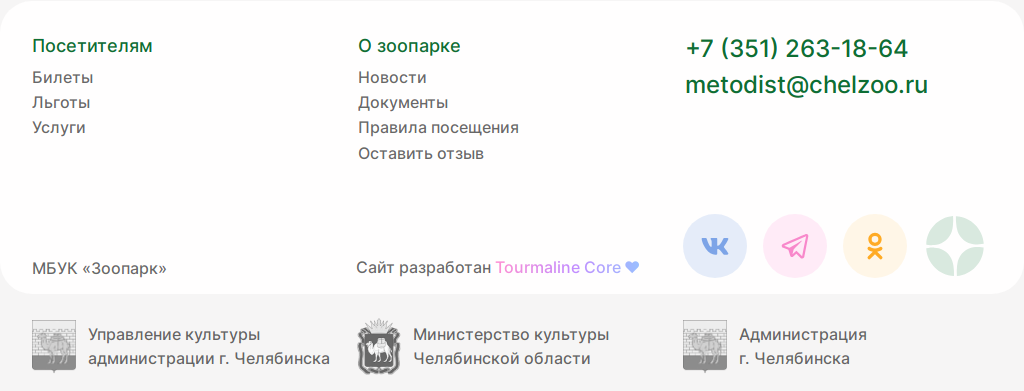 Посетителям
Билеты
Льготы
Услуги
О зоопарке
Новости
Документы
Правила посещения
Оставить отзыв
+7 (351) 263-18-64
metodist@chelzoo.ru
МБУК «Зоопарк»
Сайт разработан Tourmaline Core
Управление культуры
администрации г. Челябинска
Министерство культуры
Челябинской области
Администрация
г. Челябинска